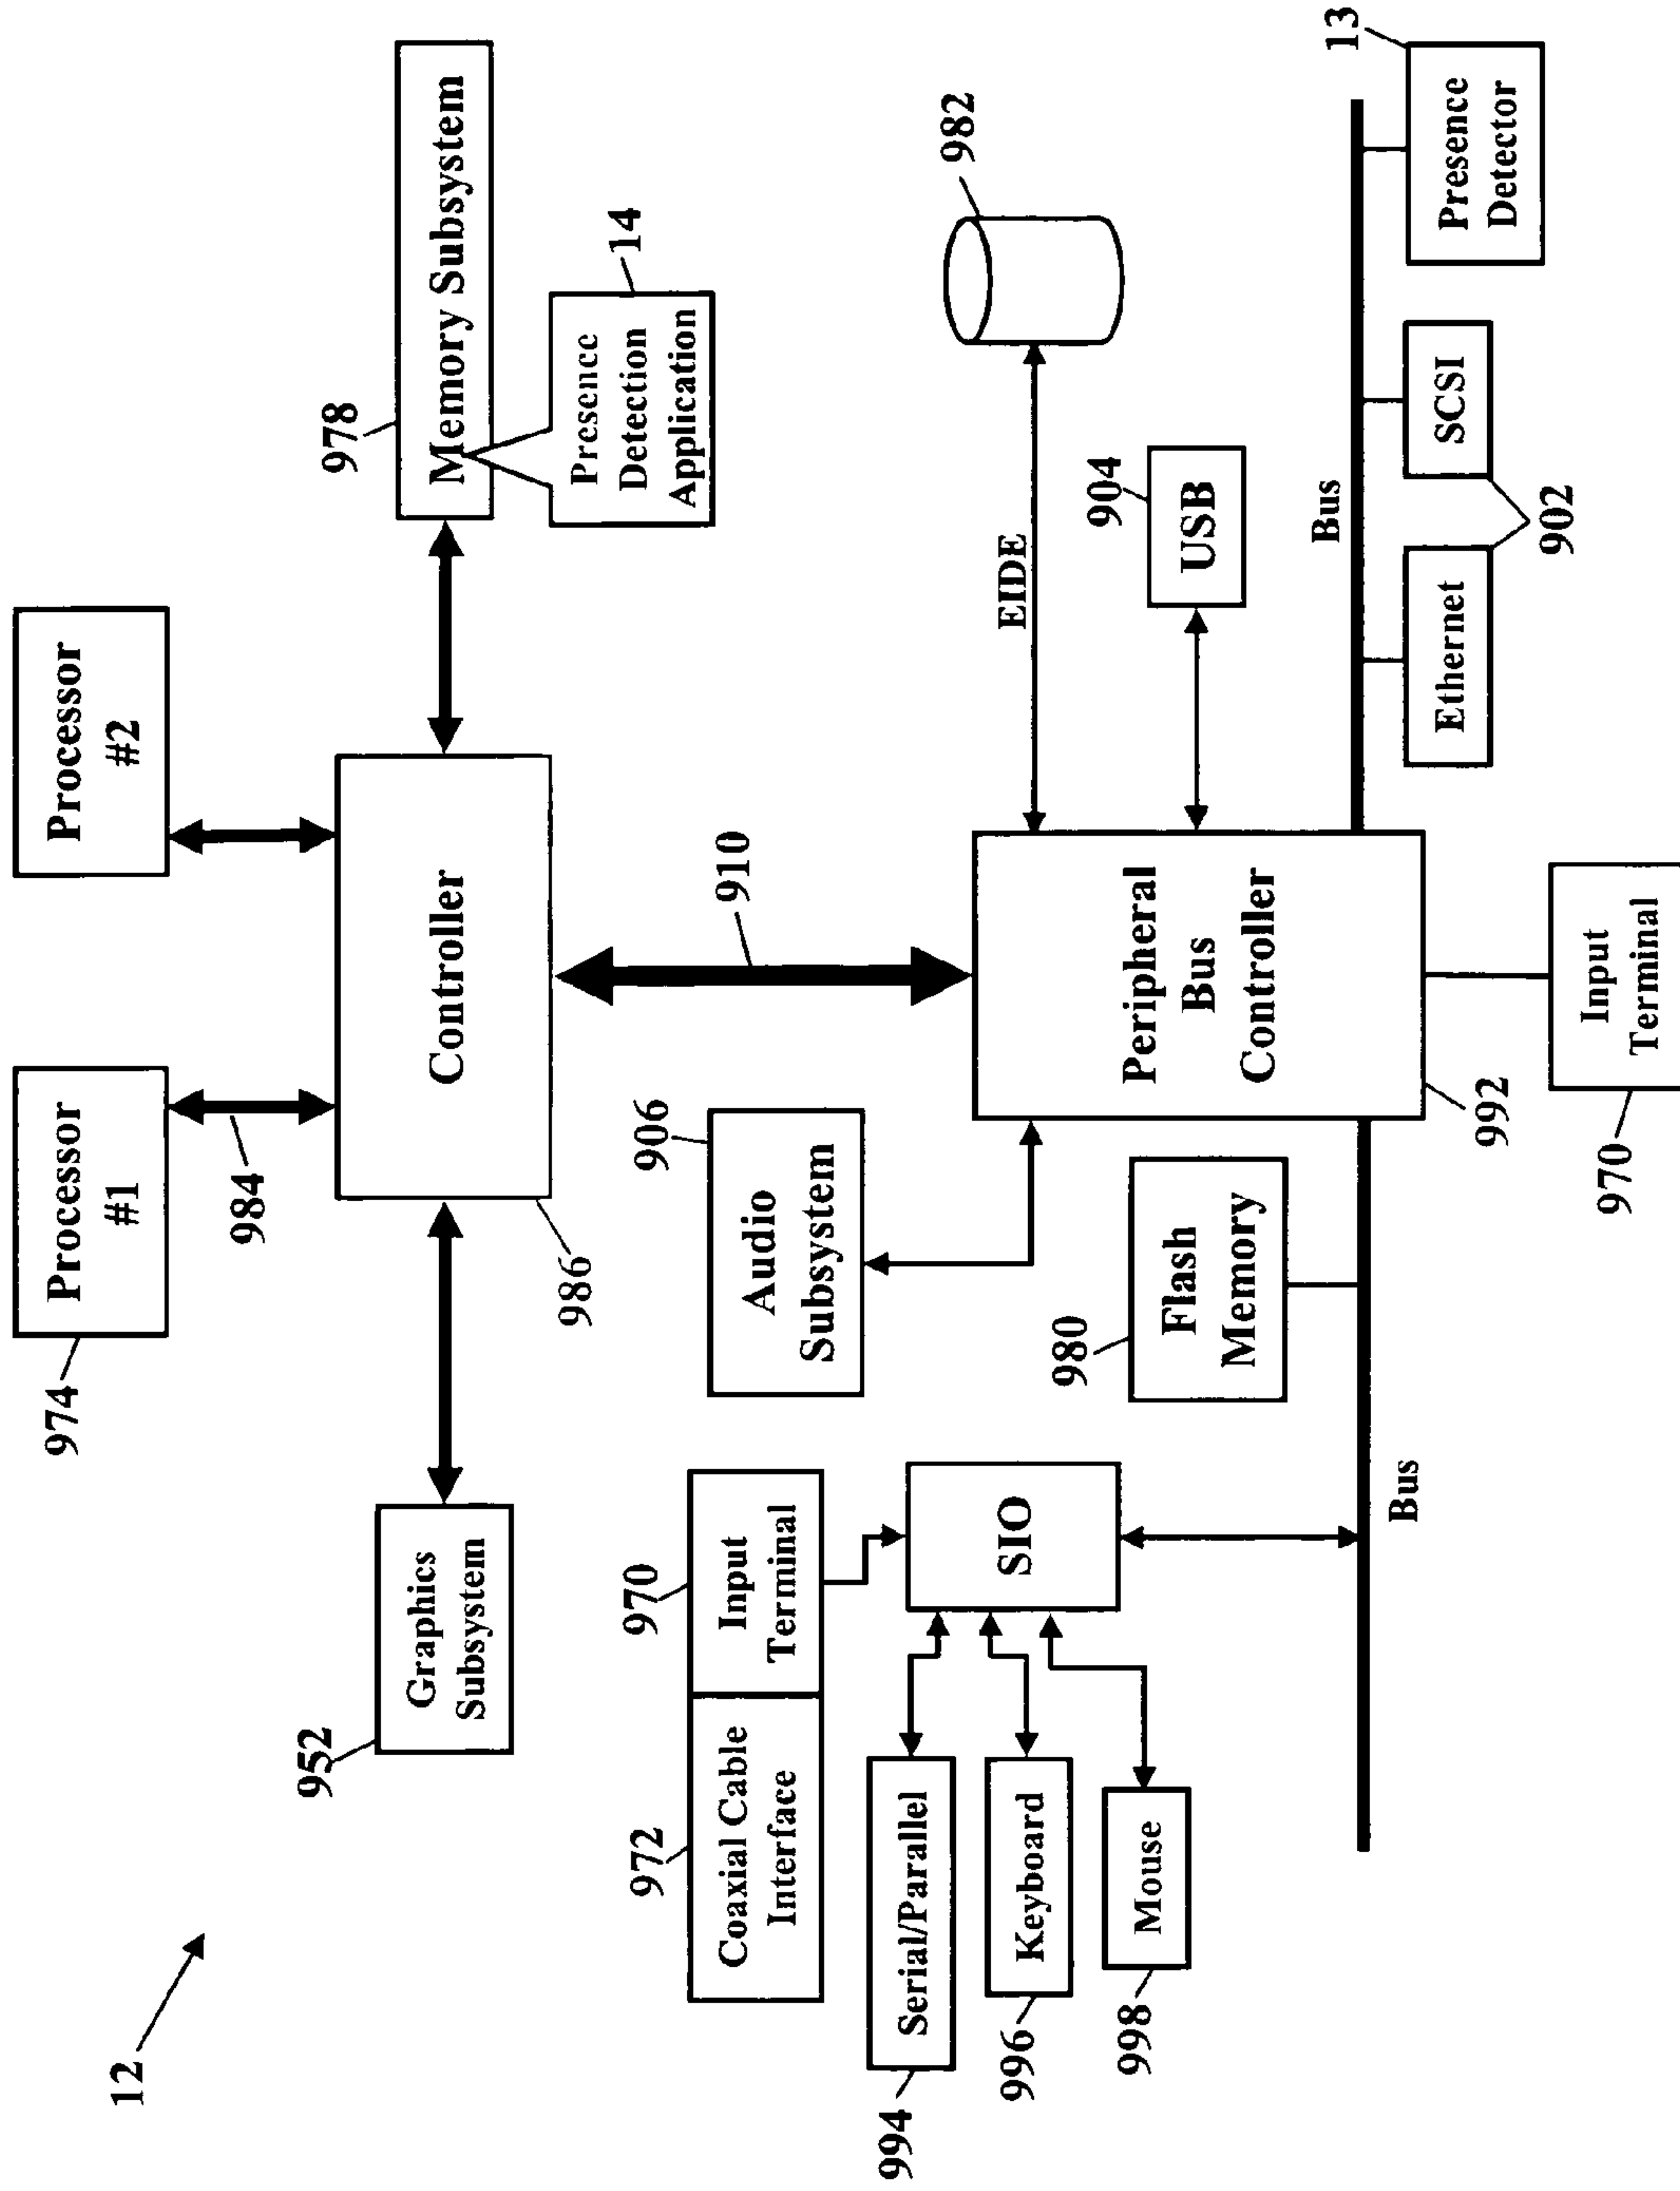 12
974
Processor
#1
Processor
#2
984
952
Graphics
Subsystem
Controller
986
978
Memory Subsystem
Presence
Detection
Application
14
910
972
970
Coaxial Cable
Interface
Input
Terminal
906
Audio
Subsystem
994
Serial/Parallel
996
Keyboard
998
Mouse
SIO
980
Flash
Memory
Peripheral
Bus
Controller
992
EIDE
982
904
USB
Bus
Bus
970
Input
Terminal
Ethernet
SCSI
902
Presence
Detector
13